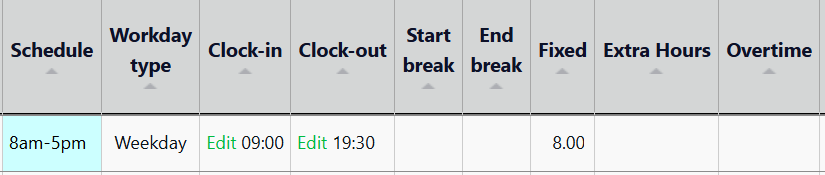 Schedule Workday type Clock-in Clock-out Start break End break Fixed Extra Hours Overtime
8am-5pm Weekday Edit 09:00 Edit 19:30 8.00